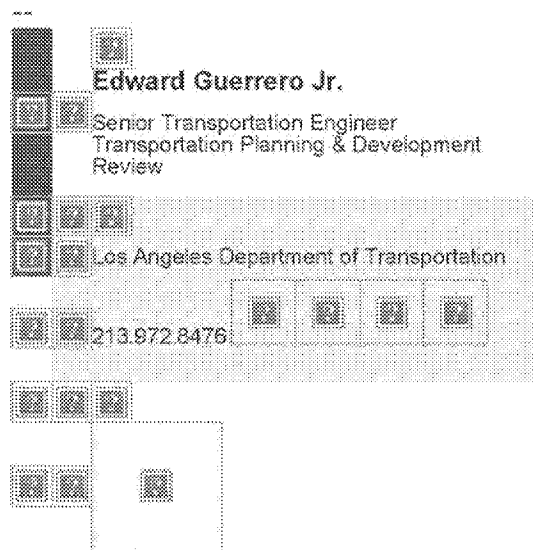 --
Edward Guerrero Jr.
Senior Transportation Engineer
Transportation Planning & Development
Review
Los Angeles Department of Transportation
213.972.8476